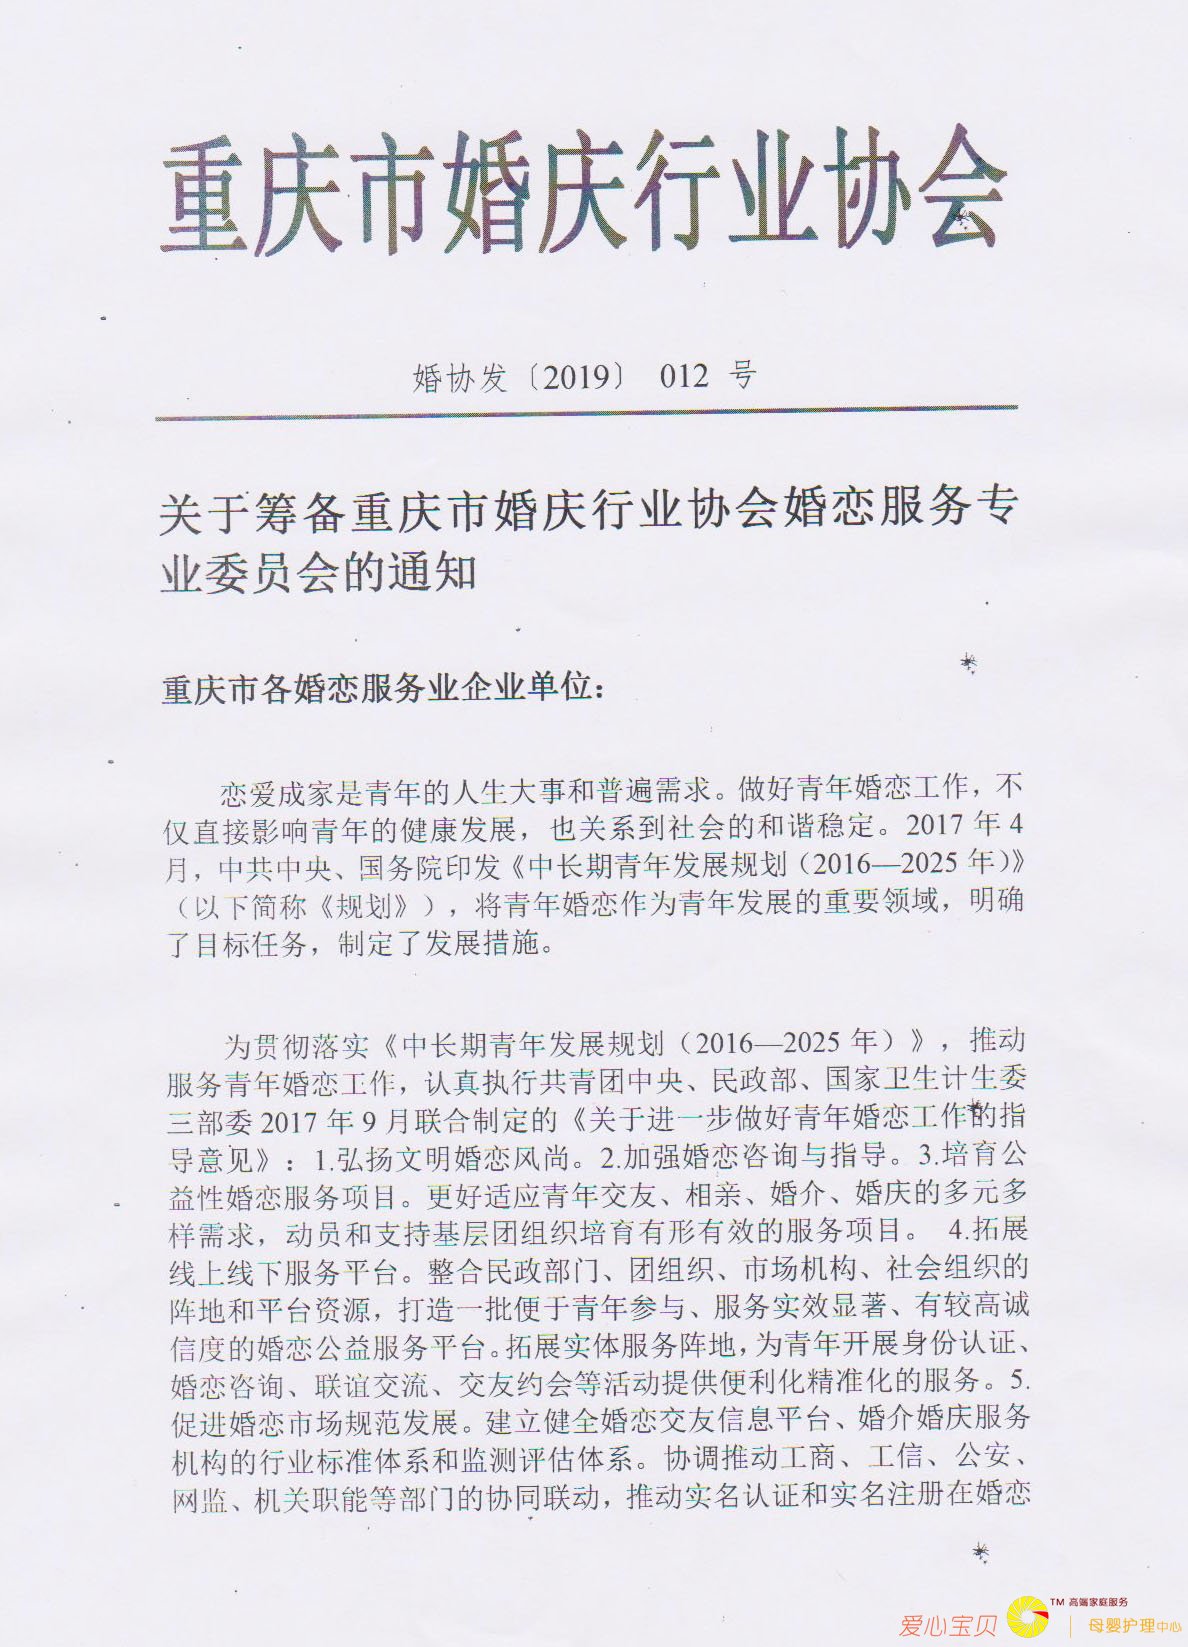 重庆市婚庆行业协会
婚协发〔2019〕 012 号
关于筹备重庆市婚庆行业协会婚恋服务专
业委员会的通知
重庆市各婚恋服务业企业单位：
恋爱成家是青年的人生大事和普遍需求。做好青年婚恋工作，不
仅直接影响青年的健康发展，也关系到社会的和谐稳定。2017 年 4
月，中共中央、国务院印发《中长期青年发展规划（2016—2025 年）》
（以下简称《规划》），将青年婚恋作为青年发展的重要领域，明确
了目标任务，制定了发展措施。
为贯彻落实《中长期青年发展规划（2016—2025 年）》，推动
服务青年婚恋工作，认真执行共青团中央、民政部、国家卫生计生委
三部委 2017 年 9 月联合制定的《关于进一步做好青年婚恋工作的指
导意见》：1.弘扬文明婚恋风尚。2.加强婚恋咨询与指导。3.培育公
益性婚恋服务项目。更好适应青年交友、相亲、婚介、婚庆的多元多
样需求，动员和支持基层团组织培育有形有效的服务项目。 4.拓展
线上线下服务平台。整合民政部门、团组织、市场机构、社会组织的
阵地和平台资源，打造一批便于青年参与、服务实效显著、有较高诚
信度的婚恋公益服务平台。拓展实体服务阵地，为青年开展身份认证、
婚恋咨询、联谊交流、交友约会等活动提供便利化精准化的服务。5.
促进婚恋市场规范发展。建立健全婚恋交友信息平台、婚介婚庆服务
机构的行业标准体系和监测评估体系。协调推动工商、工信、公安、
网监、机关职能等部门的协同联动，推动实名认证和实名注册在婚恋
爱心宝贝
TM 高端家庭服务
母婴护理中心